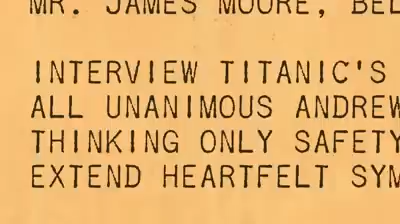 MR. JAMES MOORE, BEL
INTERVIEW TITANIC'S
ALL UNANIMOUS ANDREW
THINKING ONLY SAFETY
EXTEND HEARTFELT SYM